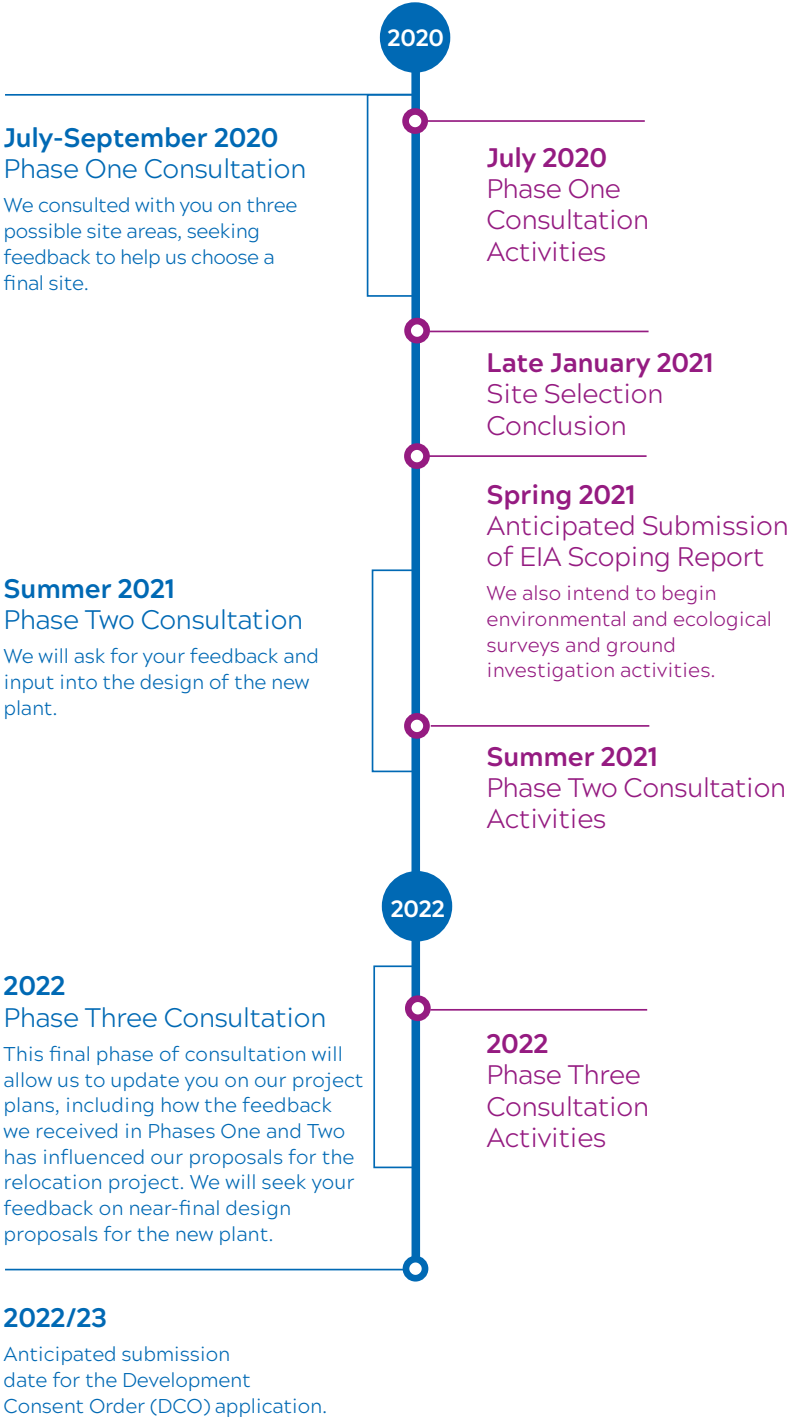 2020
July-September 2020
Phase One Consultation
We consulted with you on three
possible site areas, seeking
feedback to help us choose a
final site.
July 2020
Phase One
Consultation
Activities
Late January 2021
Site Selection
Conclusion
Spring 2021
Anticipated Submission
of EIA Scoping Report
We also intend to begin
environmental and ecological
surveys and ground
investigation activities.
Summer 2021
Phase Two Consultation
We will ask for your feedback and
input into the design of the new
plant.
Summer 2021
Phase Two Consultation
Activities
2022
2022
Phase Three Consultation
This final phase of consultation will
allow us to update you on our project
plans, including how the feedback
we received in Phases One and Two
has influenced our proposals for the
relocation project. We will seek your
feedback on near-final design
proposals for the new plant.
2022
Phase Three
Consultation
Activities
2022/23
Anticipated submission
date for the Development
Consent Order (DCO) application.